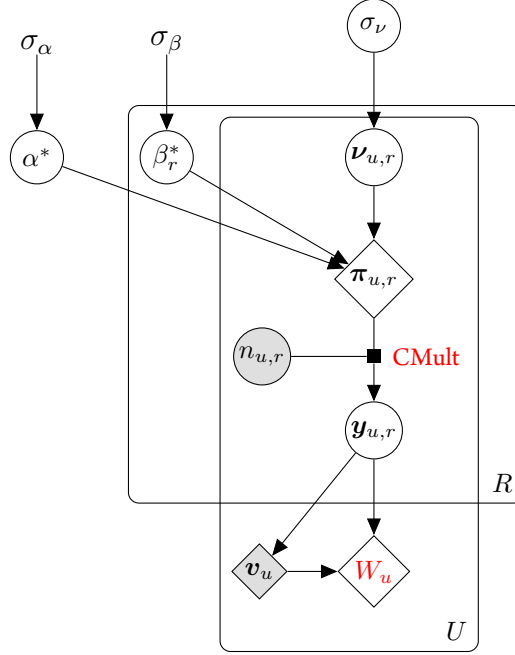 σ_ν
σ_α
σ_β
α*
β*_r
ν_{u,r}
π_{u,r}
n_{u,r}
CMult
y_{u,r}
R
v_u
W_u
U